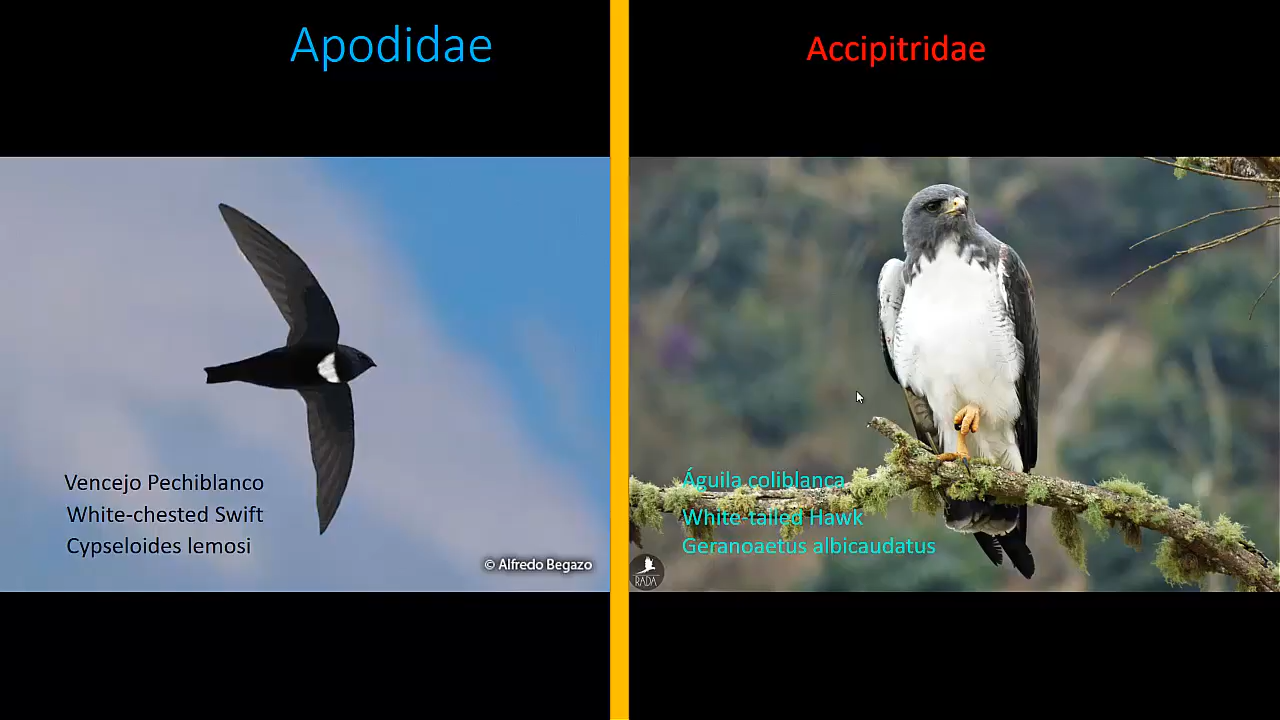 Apodidae
Vencejo Pechiblanco
White-chested Swift
Cypseloides lemosi
© Alfredo Begazo
Accipitridae
Águila coliblanca
White-tailed Hawk
Geranoaetus albicaudatus
RADA